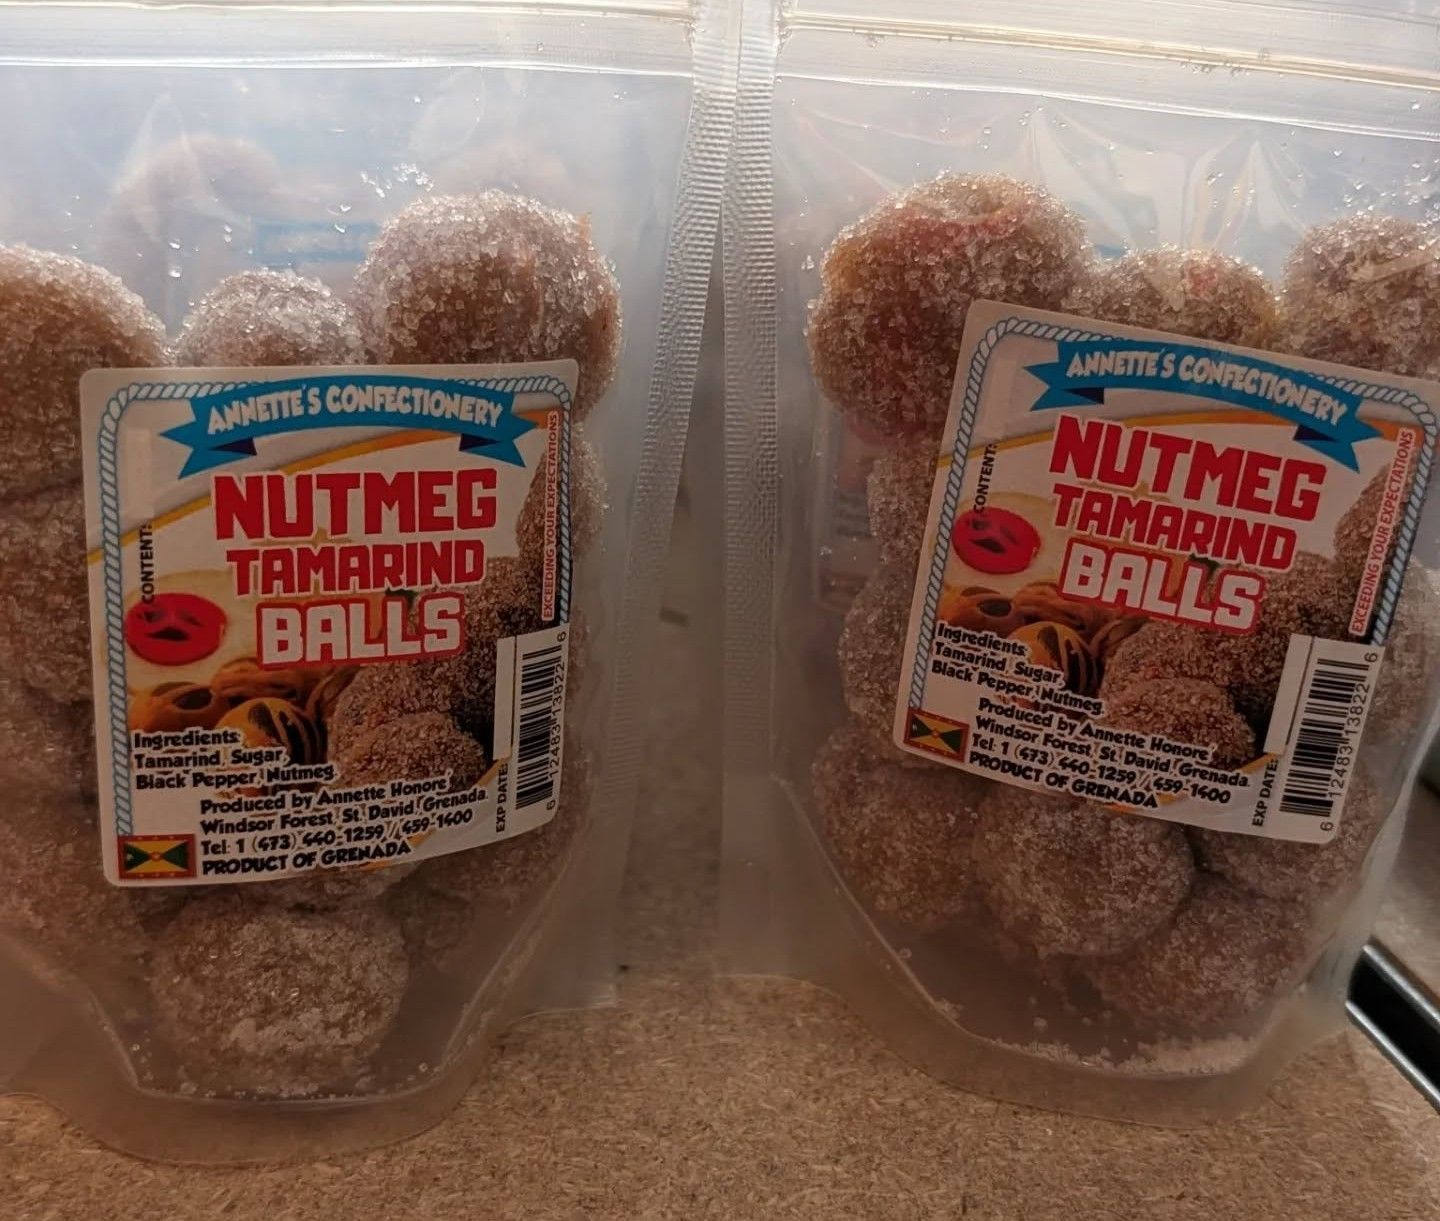 ANNETTE'S CONFECTIONERY
NUTMEG
TAMARIND
BALLS
CONTENT:
EXCEEDING YOUR EXPECTATIONS
Ingredients
Tamarind, Sugar,
Black Pepper, Nutmeg.
Produced by Annette Honore'
Windsor Forest, St. David, Grenada.
Tel: 1 (473) 440-1259 / 459-1400
PRODUCT OF GRENADA
EXP DATE:
6 12483 13822 6
ANNETTE'S CONFECTIONERY
NUTMEG
TAMARIND
BALLS
CONTENT:
EXCEEDING YOUR EXPECTATIONS
Ingredients
Tamarind, Sugar,
Black Pepper, Nutmeg.
Produced by Annette Honore'
Windsor Forest, St. David, Grenada.
Tel: 1 (473) 440-1259 / 459-1400
PRODUCT OF GRENADA
EXP DATE:
6 12483 13822 6